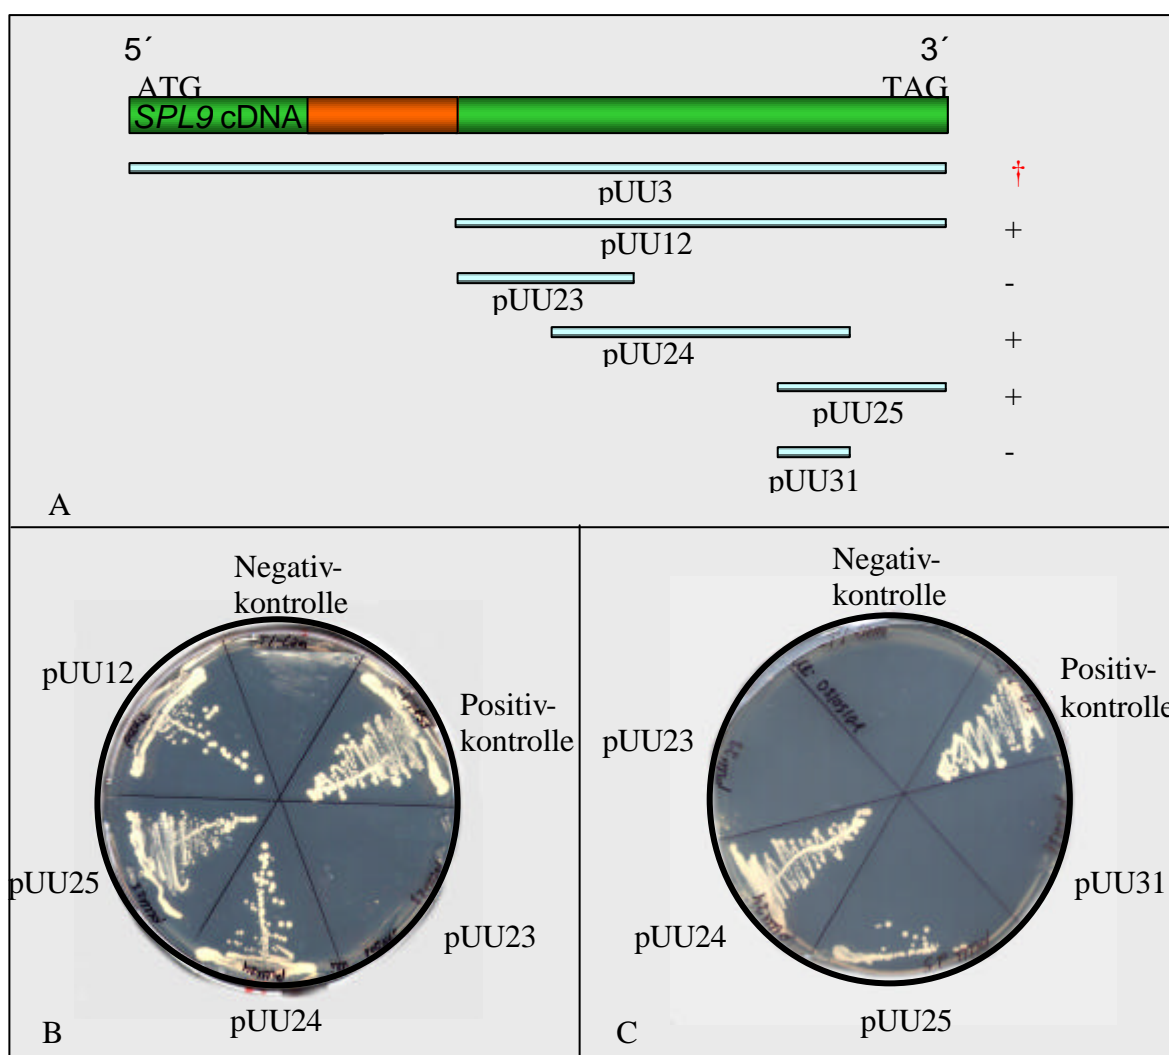 5´
3´
ATG
TAG
SPL9 cDNA
†
pUU3
+
pUU12
-
pUU23
+
pUU24
+
pUU25
-
pUU31
A
Negativ-
kontrolle
pUU12
Positiv-
kontrolle
pUU25
pUU23
pUU24
B
Negativ-
kontrolle
Positiv-
kontrolle
pUU23
pUU31
pUU24
pUU25
C